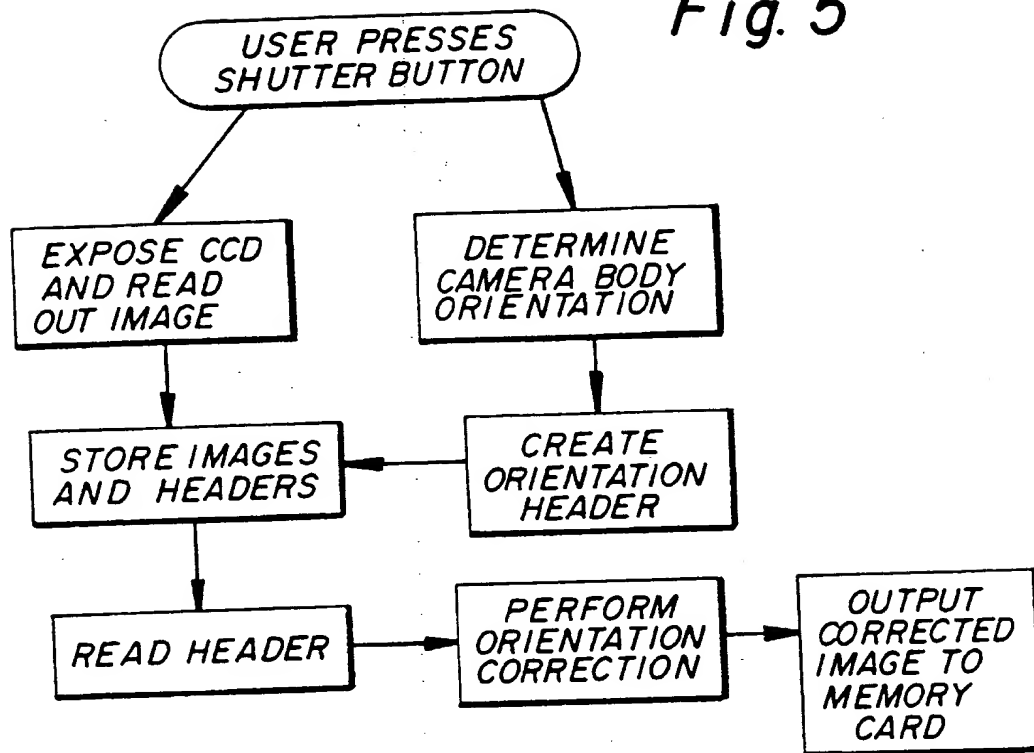 Fig. 5
USER PRESSES
SHUTTER BUTTON
EXPOSE CCD
AND READ
OUT IMAGE
DETERMINE
CAMERA BODY
ORIENTATION
STORE IMAGES
AND HEADERS
CREATE
ORIENTATION
HEADER
READ HEADER
PERFORM
ORIENTATION
CORRECTION
OUTPUT
CORRECTED
IMAGE TO
MEMORY
CARD